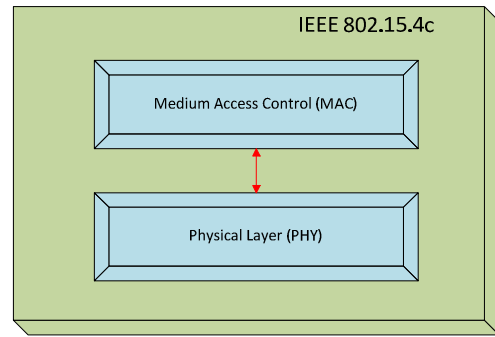 IEEE 802.15.4c
Medium Access Control (MAC)
Physical Layer (PHY)